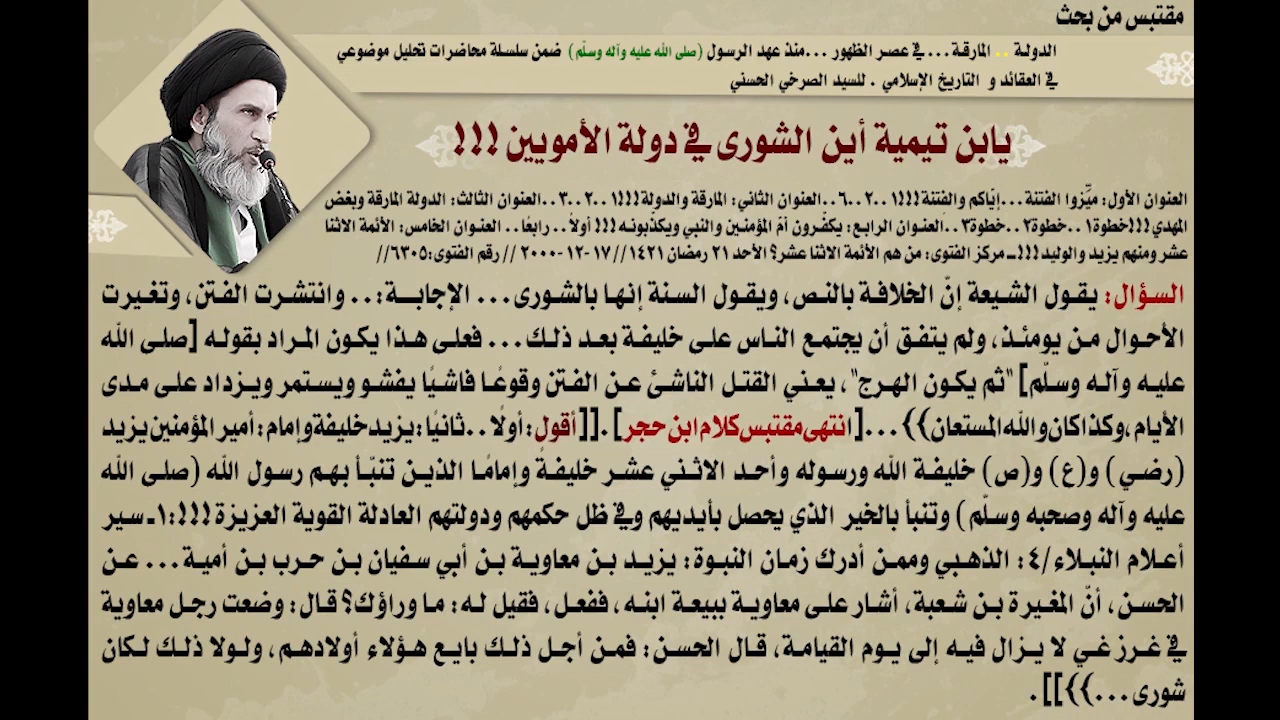 مقتبس من بحث
الدولة .. المارقة...في عصر الظهور ...منذ عهد الرسول (صلى الله عليه وآله وسلّم) ضمن سلسلة محاضرات تحليل موضوعي
في العقائد و التاريخ الإسلامي . للسيد الصرخي الحسني
يابن تيمية أين الشورى في دولة الأمويين !!!
العنوان الأول: ميّزوا الفتنة...إيّاكم والفتنة!!!١..٢..٦..العنوان الثاني: المارقة والدولة!!!١..٢..٣..العنوان الثالث: الدولة المارقة وبغض
المهدي!!!خطوة١..خطوة٢..خطوة٣..العنوان الرابع: يكفّرون أمّ المؤمنين والنبي ويكذّبونه!!! أولاً..رابعًا.. العنوان الخامس: الأئمة الاثنا
عشر ومنهم يزيد والوليد!!!ــ مركز الفتوى: من هم الأئمة الاثنا عشر؟ الأحد ٢١ رمضان ١٤٢١//١٧-١٢-٢٠٠٠ // رقم الفتوى:٦٣٠٥//
السؤال: يقول الشيعة إنّ الخلافة بالنص، ويقول السنة إنها بالشورى... الإجابة:.. وانتشرت الفتن، وتغيرت
الأحوال من يومئذ، ولم يتفق أن يجتمع الناس على خليفة بعد ذلك... فعلى هذا يكون المراد بقوله [صلى الله
عليه وآله وسلّم] "ثم يكون الهرج"، يعني القتل الناشئ عن الفتن وقوعًا فاشيًا يفشو ويستمر ويزداد على مدى
الأيام،وكذا كان والله المستعان}}...[انتهى مقتبس كلام ابن حجر].[[أقول:أولًا..ثانيًا:يزيد خليفة وإمام:أمير المؤمنين يزيد
(رضي) و(ع) و(ص) خليفة الله ورسوله وأحد الاثني عشر خليفةً وإمامًا الذين تنبّأ بهم رسول الله (صلى الله
عليه وآله وصحبه وسلّم) وتنبأ بالخير الذي يحصل بأيديهم وفي ظل حكمهم ودولتهم العادلة القوية العزيزة!!!:١ـ سير
أعلام النبلاء/٤: الذهبي وممن أدرك زمان النبوة: يزيد بن معاوية بن أبي سفيان بن حرب بن أمية... عن
الحسن، أنّ المغيرة بن شعبة، أشار على معاوية ببيعة ابنه، ففعل، فقيل له: ما وراؤك؟ قال: وضعت رجل معاوية
في غرز غي لا يزال فيه إلى يوم القيامة، قال الحسن: فمن أجل ذلك بايع هؤلاء أولادهم، ولولا ذلك لكان
شورى...}}]].